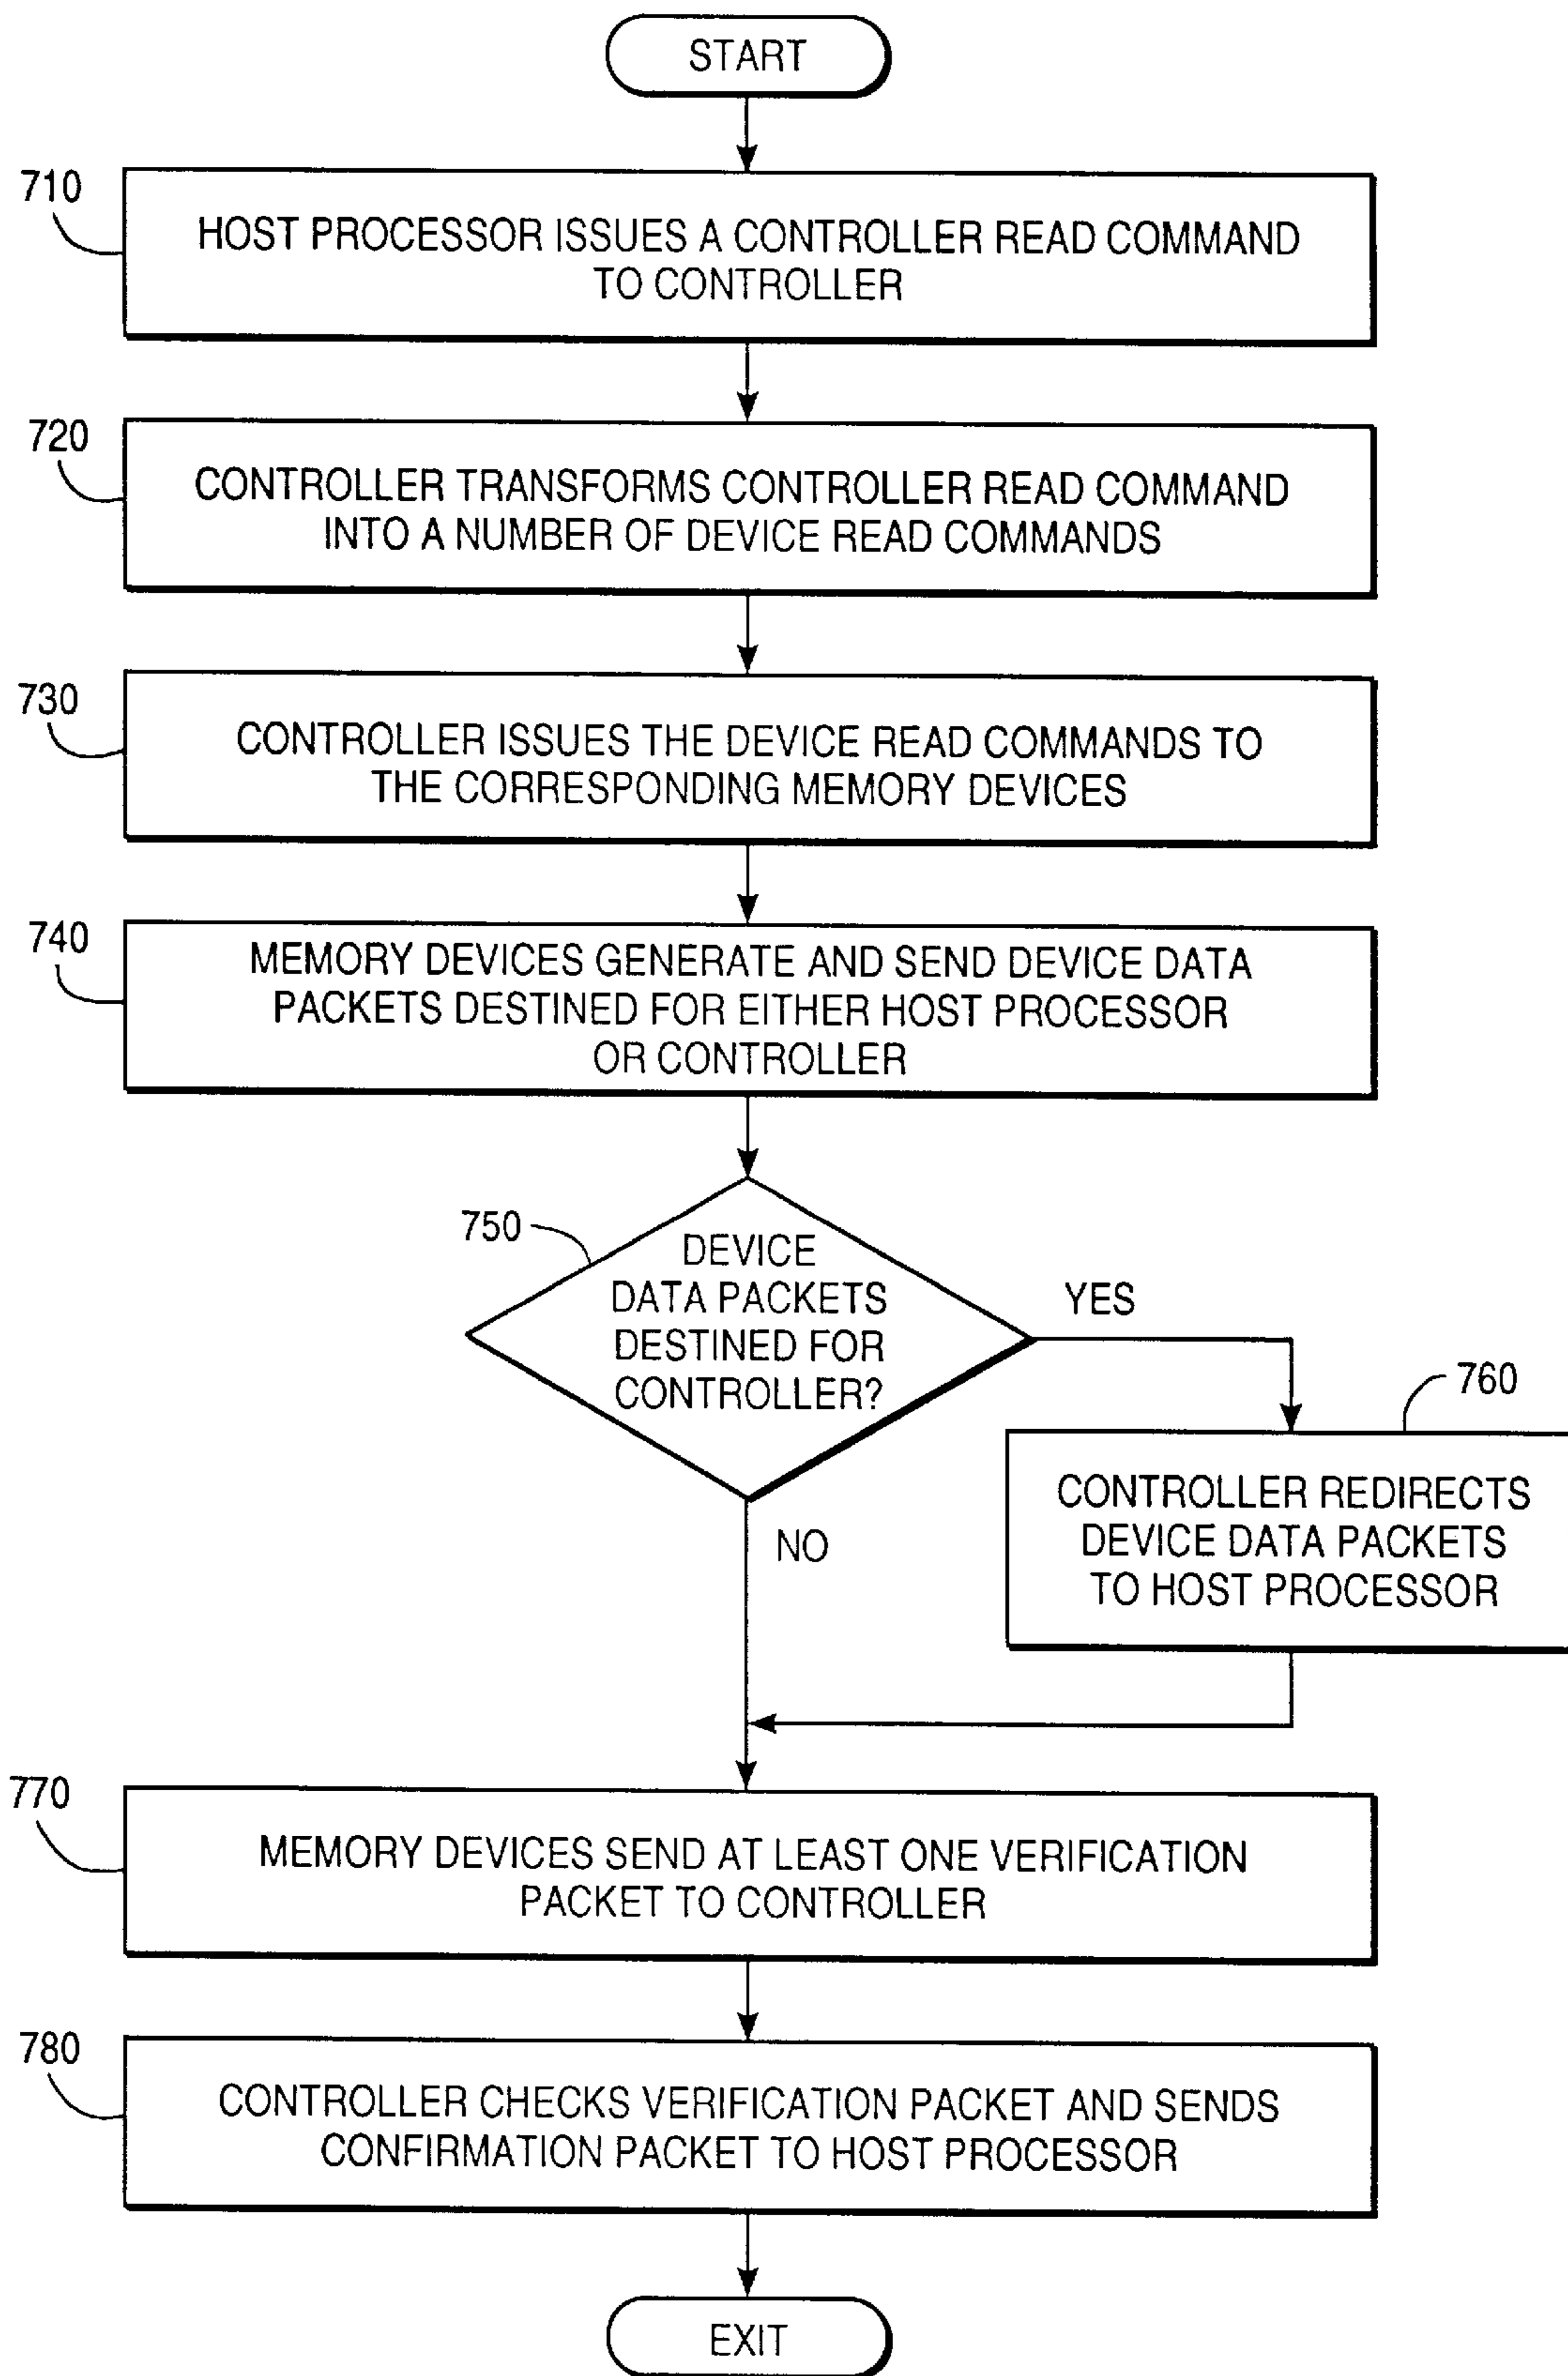 START
710
HOST PROCESSOR ISSUES A CONTROLLER READ COMMAND
TO CONTROLLER
720
CONTROLLER TRANSFORMS CONTROLLER READ COMMAND
INTO A NUMBER OF DEVICE READ COMMANDS
730
CONTROLLER ISSUES THE DEVICE READ COMMANDS TO
THE CORRESPONDING MEMORY DEVICES
740
MEMORY DEVICES GENERATE AND SEND DEVICE DATA
PACKETS DESTINED FOR EITHER HOST PROCESSOR
OR CONTROLLER
750
DEVICE
DATA PACKETS
DESTINED FOR
CONTROLLER?
YES
760
CONTROLLER REDIRECTS
DEVICE DATA PACKETS
TO HOST PROCESSOR
NO
770
MEMORY DEVICES SEND AT LEAST ONE VERIFICATION
PACKET TO CONTROLLER
780
CONTROLLER CHECKS VERIFICATION PACKET AND SENDS
CONFIRMATION PACKET TO HOST PROCESSOR
EXIT